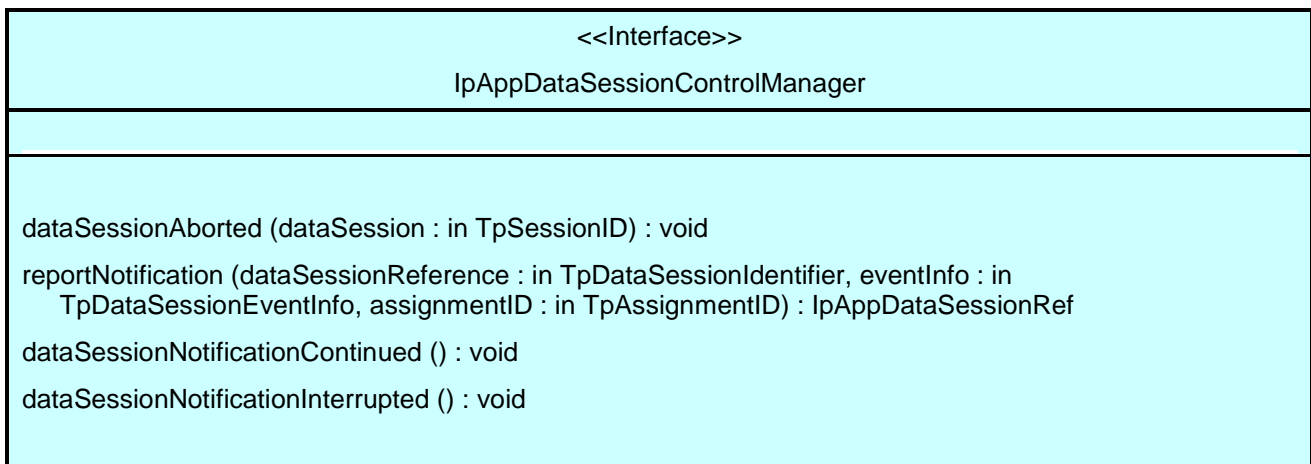 <<Interface>>
IpAppDataSessionControlManager
dataSessionAborted (dataSession : in TpSessionID) : void
reportNotification (dataSessionReference : in TpDataSessionIdentifier, eventInfo : in
TpDataSessionEventInfo, assignmentID : in TpAssignmentID) : IpAppDataSessionRef
dataSessionNotificationContinued () : void
dataSessionNotificationInterrupted () : void